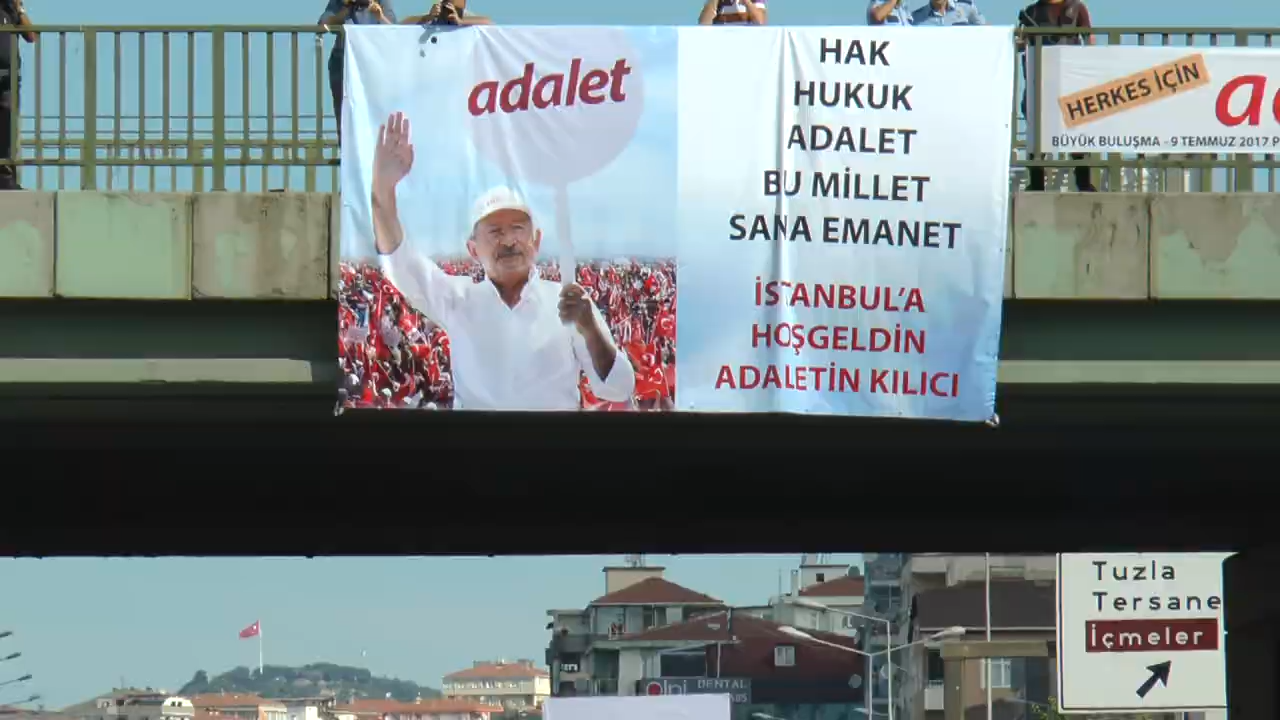 adalet
HAK
HUKUK
ADALET
BU MİLLET
SANA EMANET
İSTANBUL'A
HOŞGELDİN
ADALETİN KILICI
HERKES İÇİN
BÜYÜK BULUŞMA - 9 TEMMUZ 2017
Tuzla
Tersane
İçmeler
DENTAL